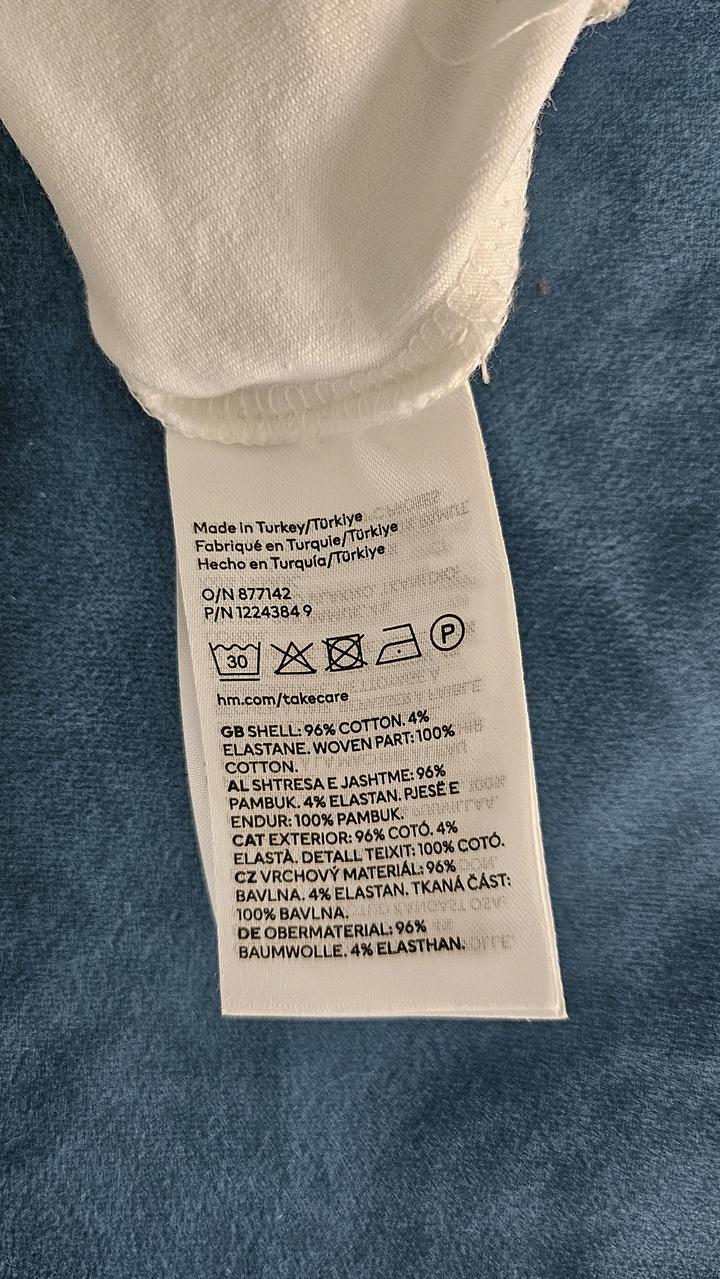 Made in Turkey/Türkiye
Fabriqué en Turquie/Türkiye
Hecho en Turquía/Türkiye
O/N 877142
P/N 1224384 9
30
P
hm.com/takecare
GB SHELL: 96% COTTON. 4%
ELASTANE. WOVEN PART: 100%
COTTON.
AL SHTRESA E JASHTME: 96%
PAMBUK. 4% ELASTAN. PJESË E
ENDUR: 100% PAMBUK.
CAT EXTERIOR: 96% COTÓ. 4%
ELASTÀ. DETALL TEIXIT: 100% COTÓ.
CZ VRCHOVÝ MATERIÁL: 96%
BAVLNA. 4% ELASTAN. TKANÁ ČÁST:
100% BAVLNA.
DE OBERMATERIAL: 96%
BAUMWOLLE. 4% ELASTHAN.